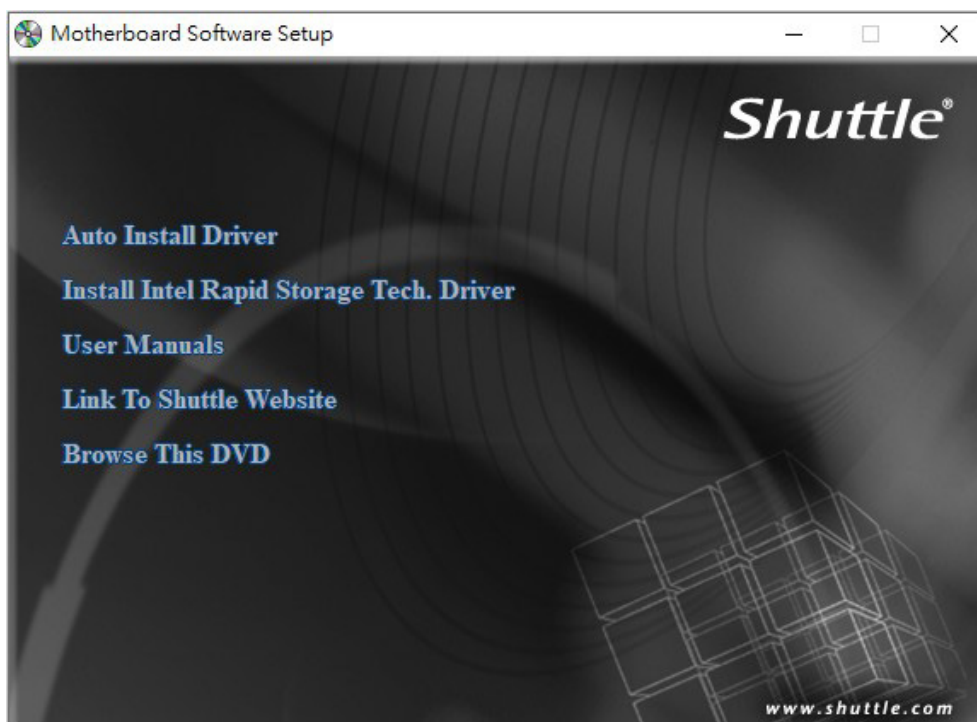 Motherboard Software Setup
Shuttle®
Auto Install Driver
Install Intel Rapid Storage Tech. Driver
User Manuals
Link To Shuttle Website
Browse This DVD
www.shuttle.com